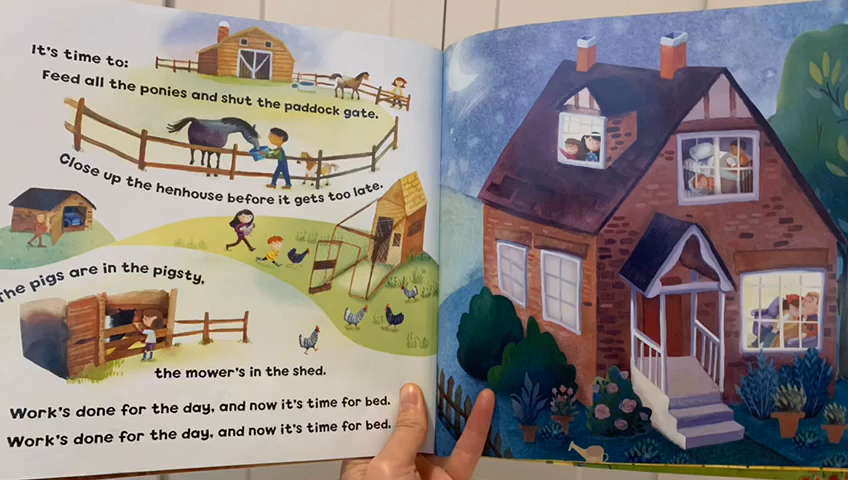 It's time to:
Feed all the ponies and shut the paddock gate.
Close up the henhouse before it gets too late.
The pigs are in the pigsty,
the mower's in the shed.
Work's done for the day, and now it's time for bed.
Work's done for the day, and now it's time for bed.